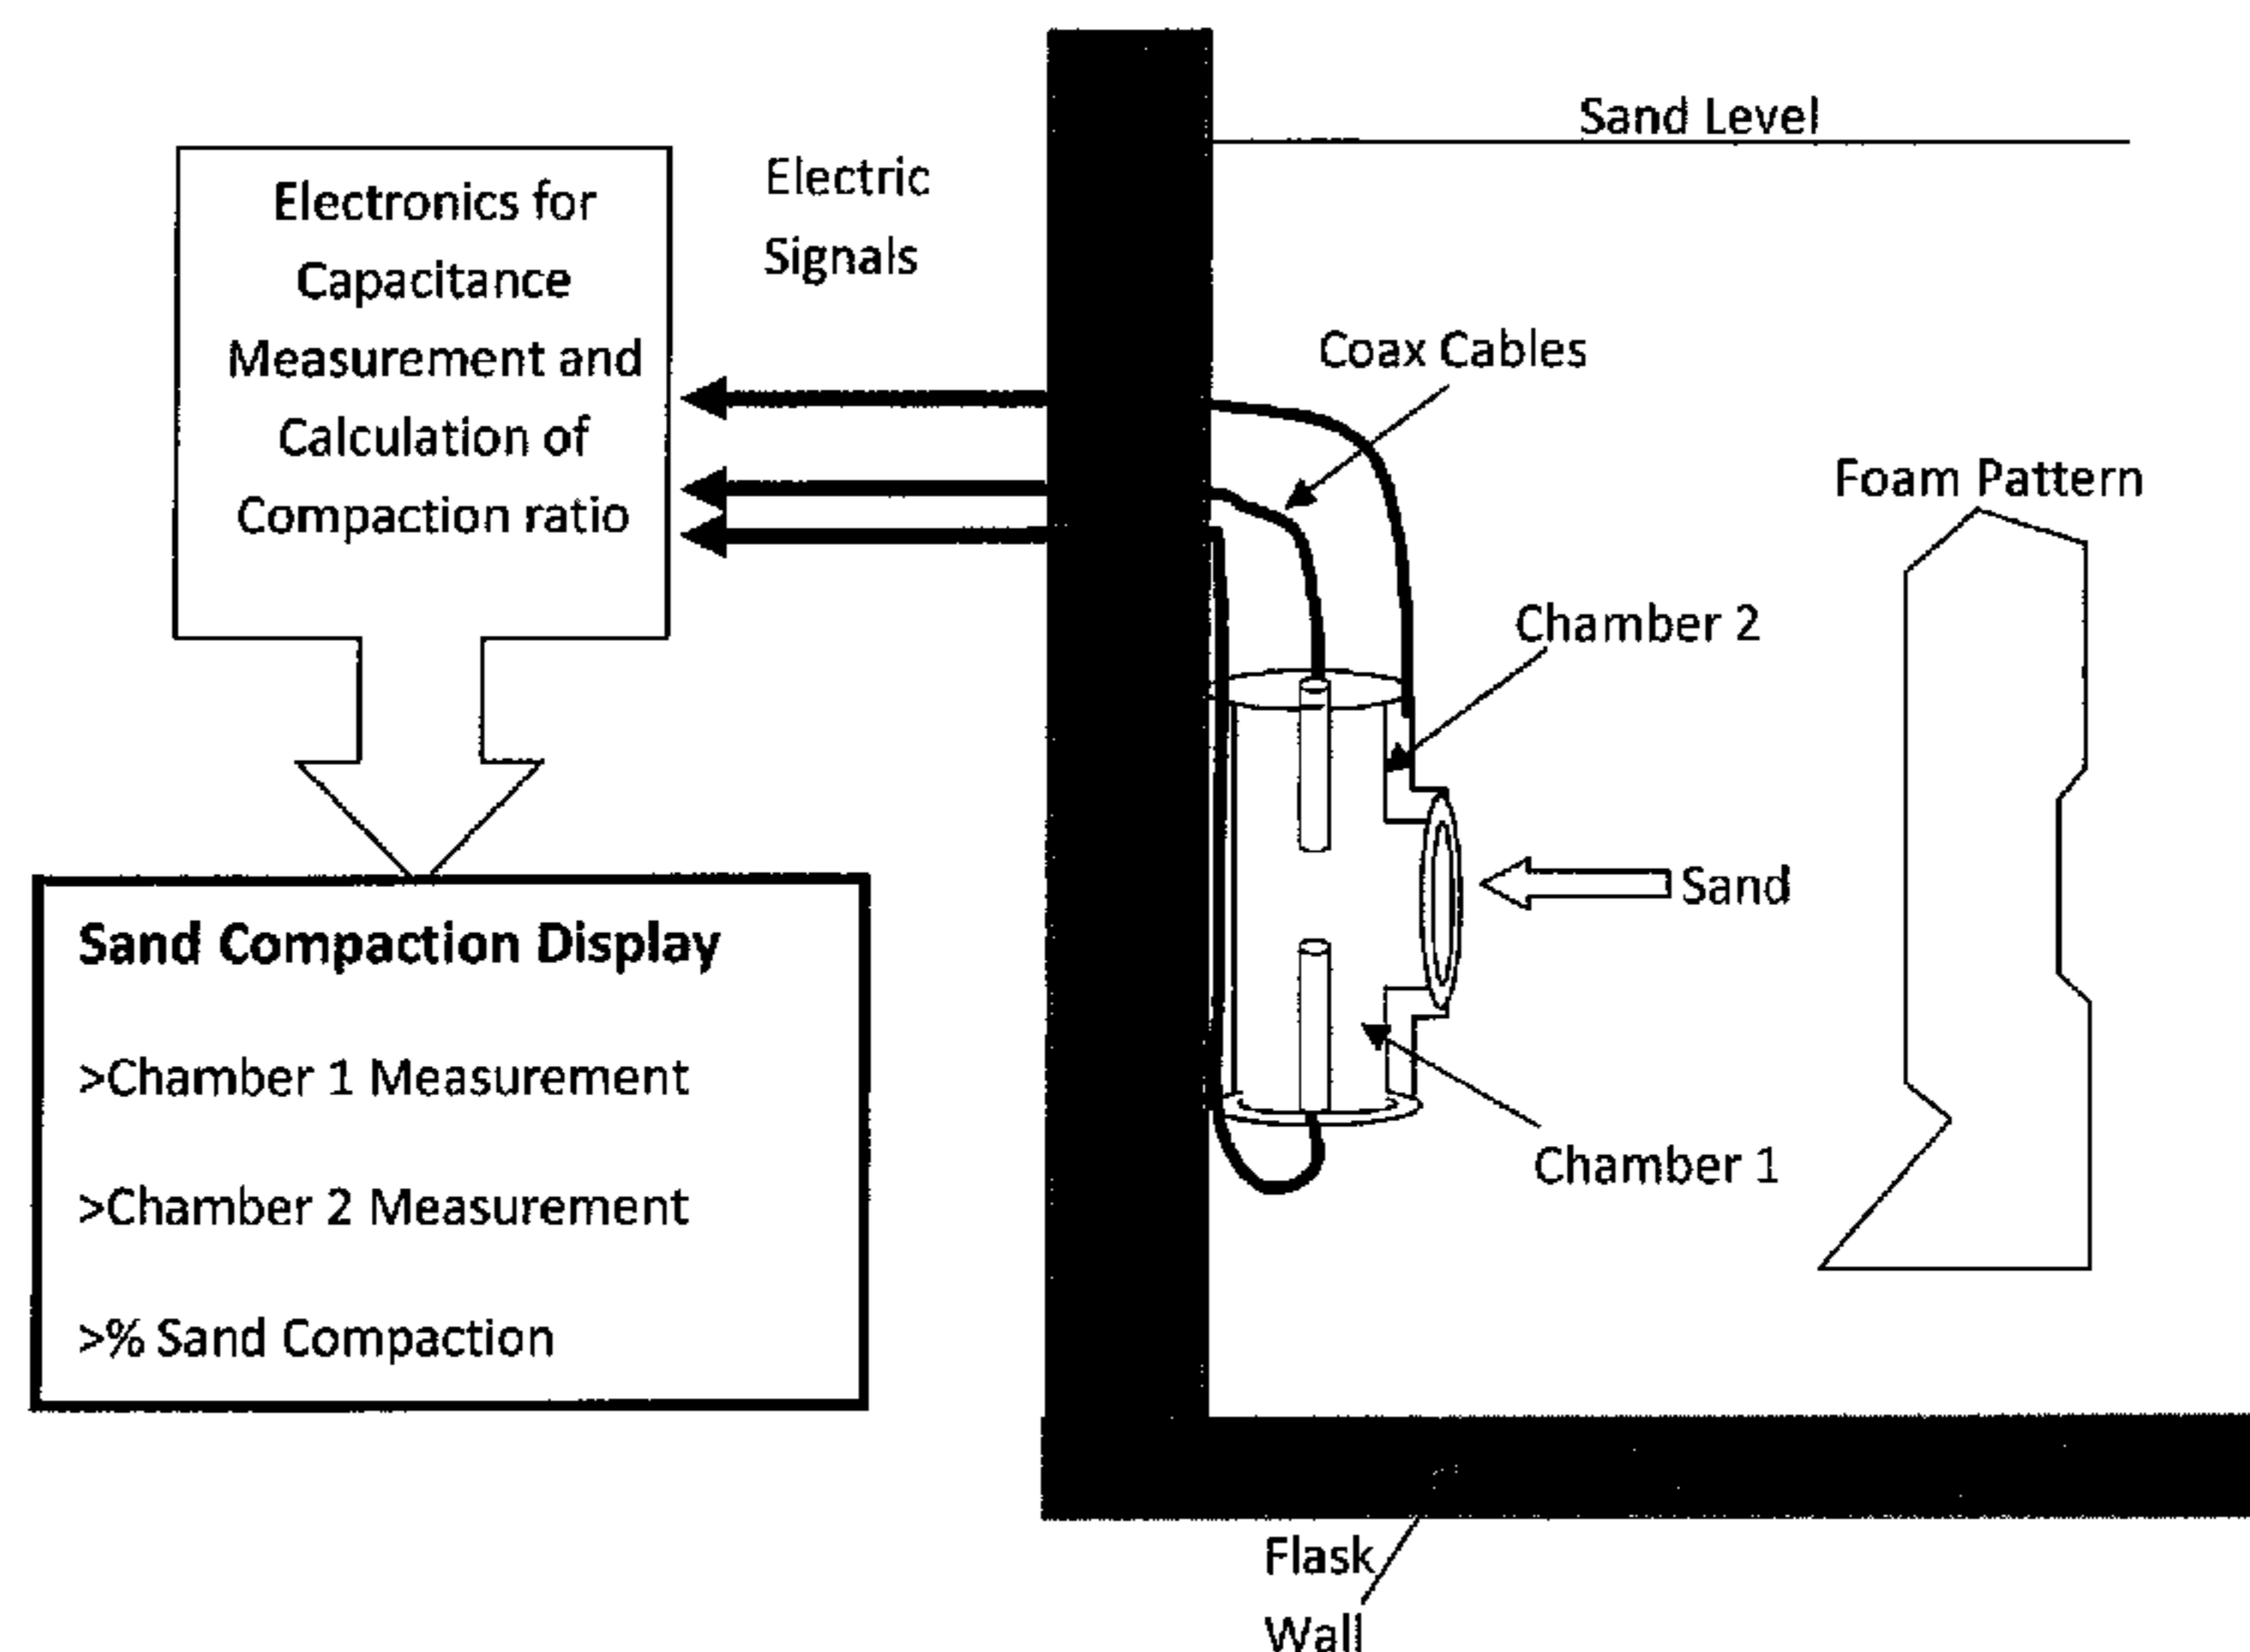 Electronics for
Capacitance
Measurement and
Calculation of
Compaction ratio
Electric
Signals
Sand Level
Coax Cables
Foam Pattern
Chamber 2
Sand
Chamber 1
Sand Compaction Display
>Chamber 1 Measurement
>Chamber 2 Measurement
>% Sand Compaction
Flask
Wall